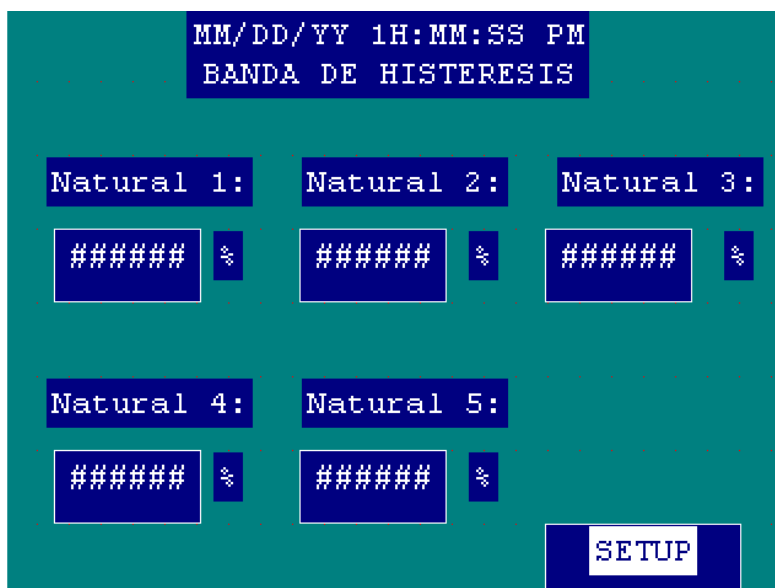 MM/DD/YY 1H:MM:SS PM
BANDA DE HISTERESIS
Natural 1: Natural 2: Natural 3:
###### % ###### % ###### %
Natural 4: Natural 5:
###### % ###### %
SETUP